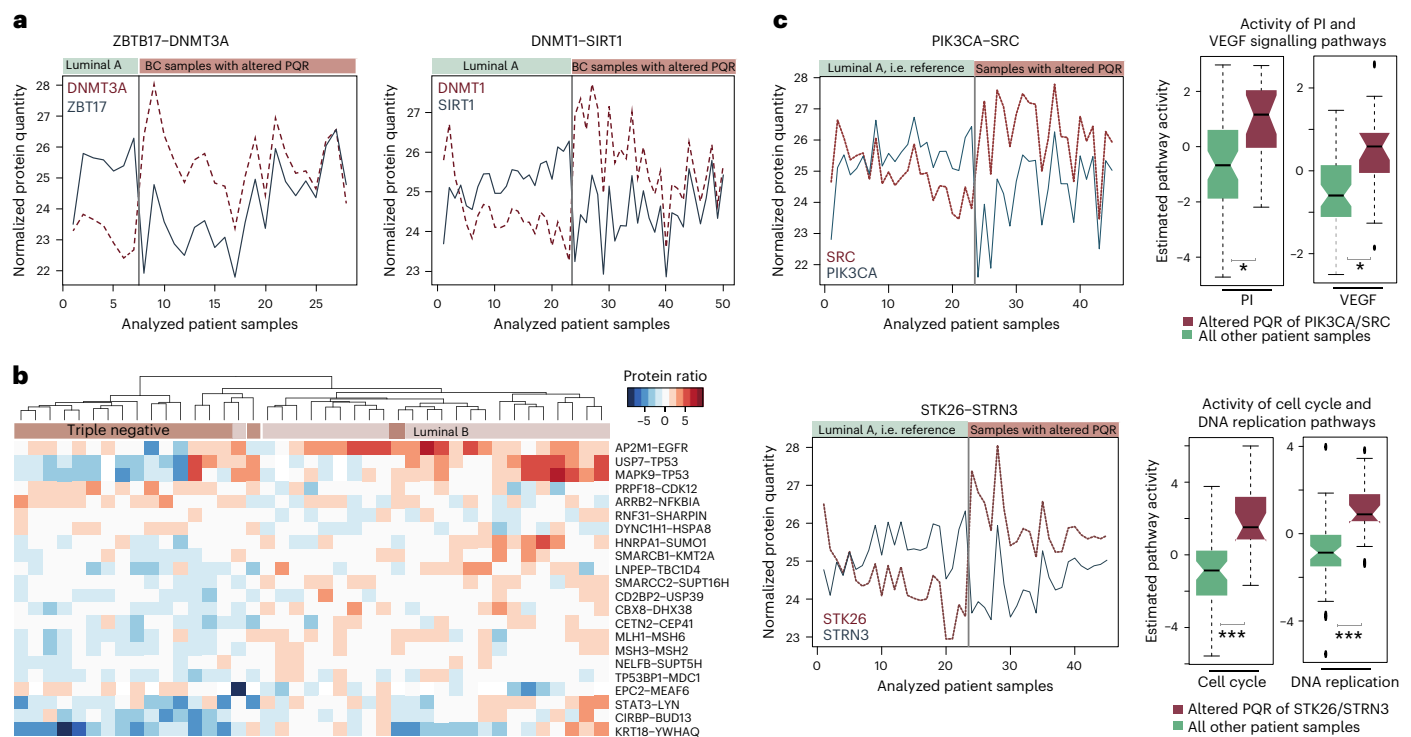 a
ZBTB17–DNMT3A
Luminal A
BC samples with altered PQR
DNMT3A
ZBT17
Normalized protein quantity
28
27
26
25
24
23
22
0
5
10
15
20
25
Analyzed patient samples
DNMT1–SIRT1
Luminal A
BC samples with altered PQR
DNMT1
SIRT1
Normalized protein quantity
27
26
25
24
23
0
10
20
30
40
50
Analyzed patient samples
c
PIK3CA–SRC
Luminal A, i.e. reference
Samples with altered PQR
SRC
PIK3CA
Normalized protein quantity
28
27
26
25
24
23
22
0
10
20
30
40
Analyzed patient samples
Activity of PI and
VEGF signalling pathways
Estimated pathway activity
2
0
−2
−4
*
PI
2
0
−2
*
VEGF
Altered PQR of PIK3CA/SRC
All other patient samples
b
Protein ratio
−5
0
5
Triple negative
Luminal B
AP2M1–EGFR
USP7–TP53
MAPK9–TP53
PRPF18–CDK12
ARRB2–NFKBIA
RNF31–SHARPIN
DYNC1H1–HSPA8
HNRPA1–SUMO1
SMARCB1–KMT2A
LNPEP–TBC1D4
SMARCC2–SUPT16H
CD2BP2–USP39
CBX8–DHX38
CETN2–CEP41
MLH1–MSH6
MSH3–MSH2
NELFB–SUPT5H
TP53BP1–MDC1
EPC2–MEAF6
STAT3–LYN
CIRBP–BUD13
KRT18–YWHAQ
STK26–STRN3
Luminal A, i.e. reference
Samples with altered PQR
STK26
STRN3
Normalized protein quantity
28
27
26
25
24
23
0
10
20
30
40
Analyzed patient samples
Activity of cell cycle and
DNA replication pathways
Estimated pathway activity
4
0
−4
***
Cell cycle
4
0
−4
***
DNA replication
Altered PQR of STK26/STRN3
All other patient samples